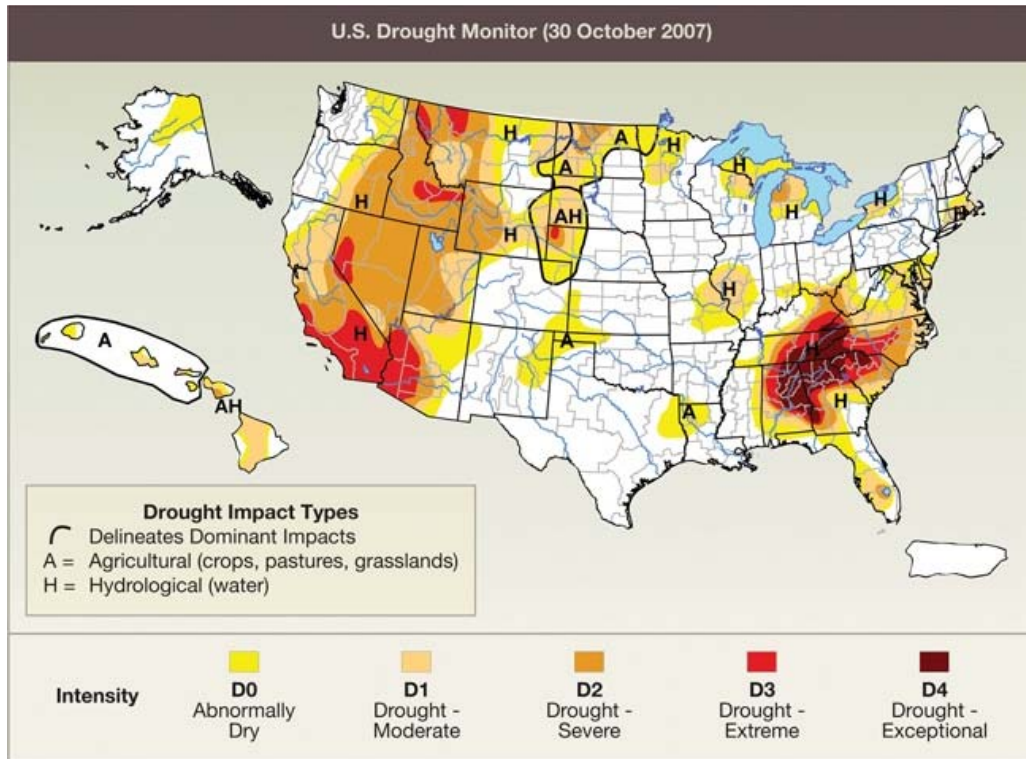 U.S. Drought Monitor (30 October 2007)
H
A
H
A
H
H
H
H
AH
H
H
H
H
H
A
A
AH
A
H
H
Drought Impact Types
Delineates Dominant Impacts
A = Agricultural (crops, pastures, grasslands)
H = Hydrological (water)
Intensity
D0
Abnormally
Dry
D1
Drought -
Moderate
D2
Drought -
Severe
D3
Drought -
Extreme
D4
Drought -
Exceptional